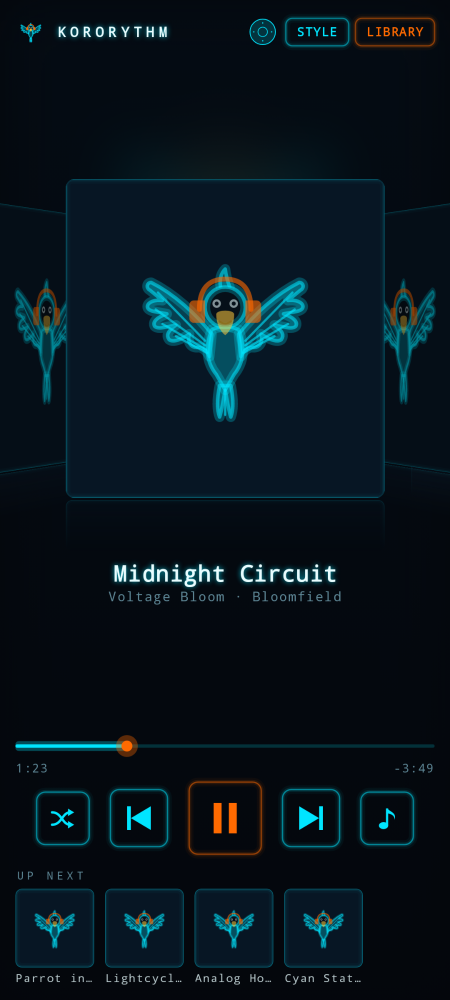 KORORYTHM
STYLE
LIBRARY
Midnight Circuit
Voltage Bloom · Bloomfield
1:23
-3:49
UP NEXT
Parrot in…
Lightcycl…
Analog Ho…
Cyan Stat…